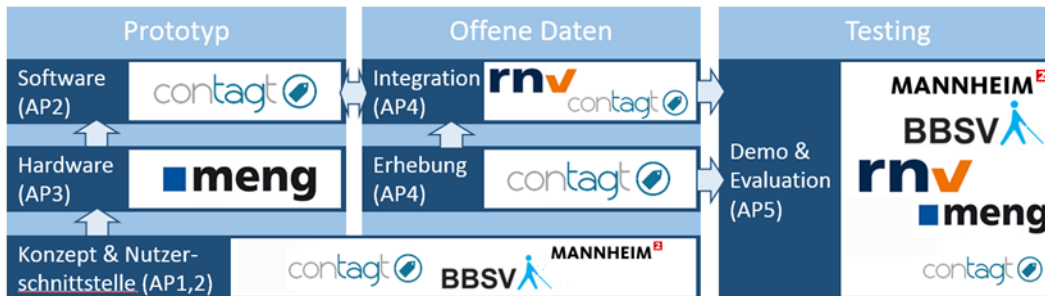 Prototyp
Software
(AP2)
contagt
Hardware
(AP3)
meng
Konzept & Nutzer-
schnittstelle (AP1,2)
contagt
BBSV
MANNHEIM²
Offene Daten
Integration
(AP4)
rnv
contagt
Erhebung
(AP4)
contagt
Testing
Demo &
Evaluation
(AP5)
MANNHEIM²
BBSV
rnv
meng
contagt